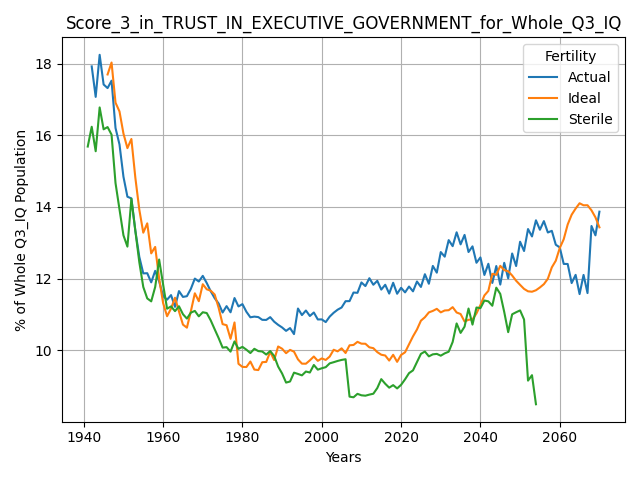 Score_3_in_TRUST_IN_EXECUTIVE_GOVERNMENT_for_Whole_Q3_IQ
Fertility
Actual
Ideal
Sterile
% of Whole Q3_IQ Population
18
16
14
12
10
1940
1960
1980
2000
2020
2040
2060
Years